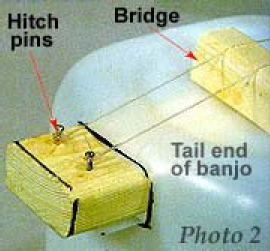 Hitch
pins
Bridge
Tail end
of banjo
Photo 2